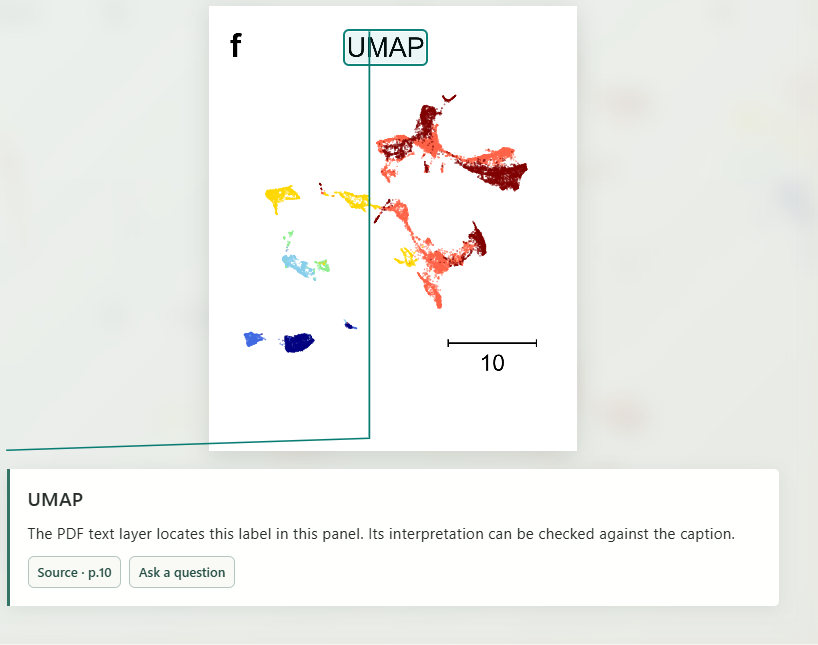 f
UMAP
10
UMAP
The PDF text layer locates this label in this panel. Its interpretation can be checked against the caption.
Source · p.10
Ask a question